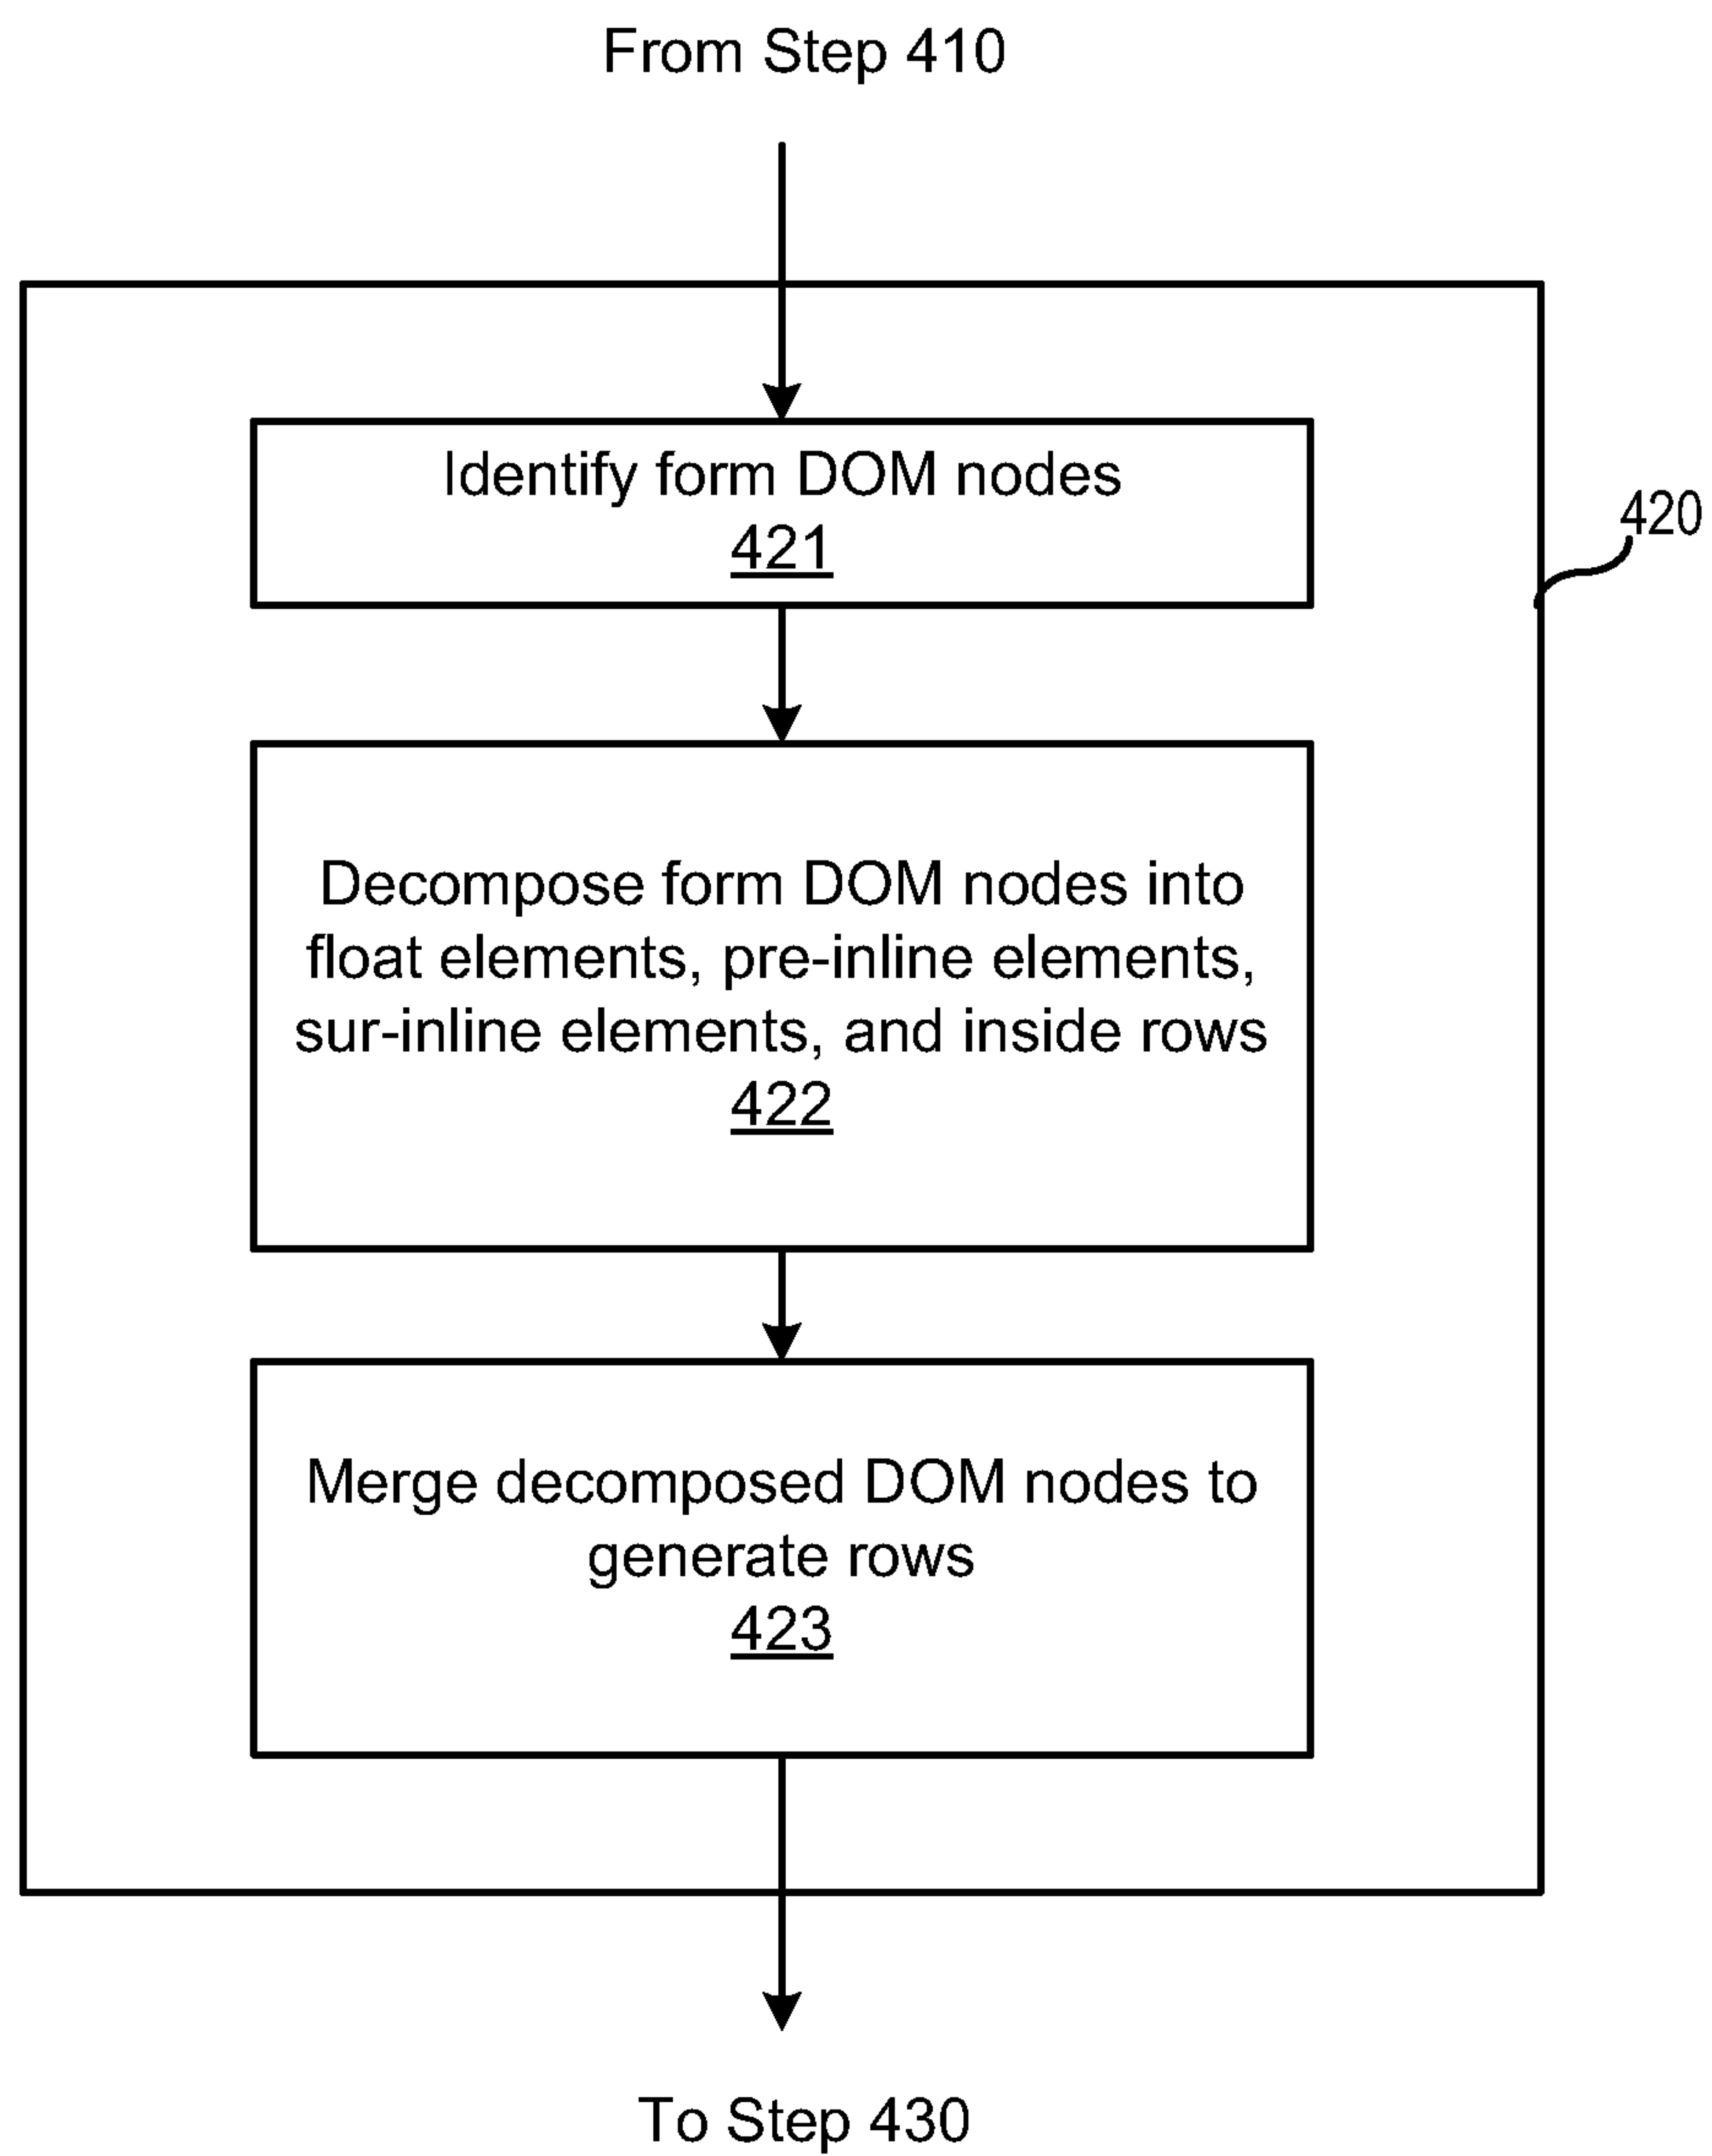 From Step 410
Identify form DOM nodes
421
420
Decompose form DOM nodes into
float elements, pre-inline elements,
sur-inline elements, and inside rows
422
Merge decomposed DOM nodes to
generate rows
423
To Step 430